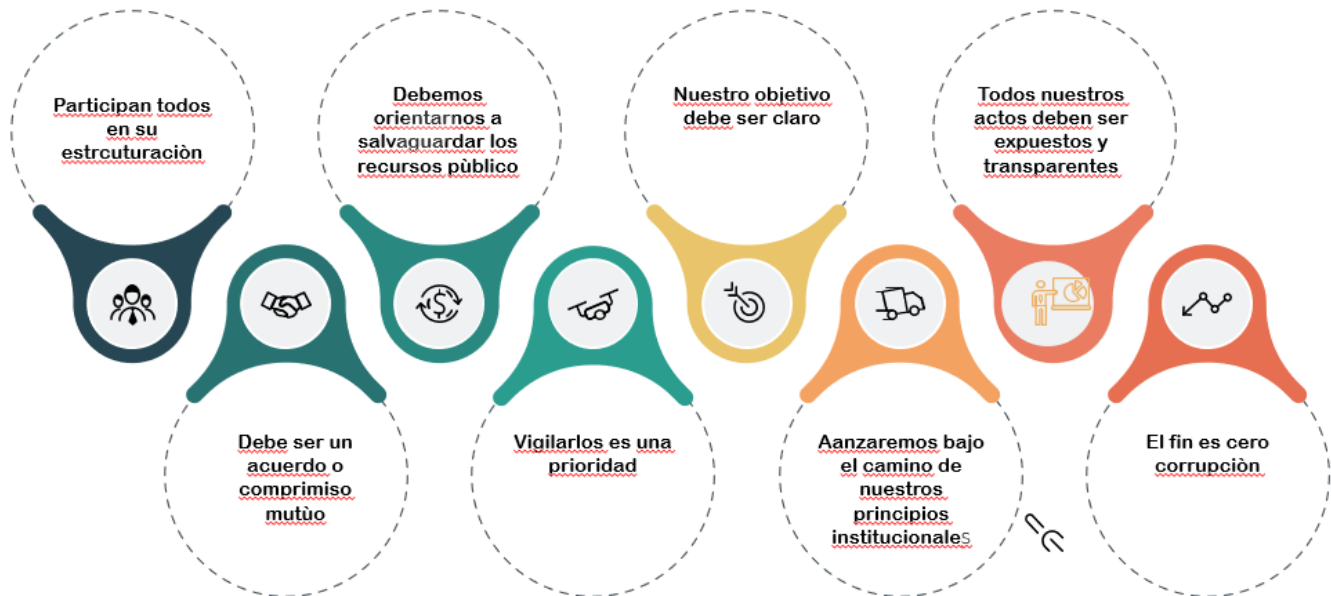 Participan todos
en su
estrcuturaciòn
Debe ser un
acuerdo o
comprimiso
mutùo
Debemos
orientarnos a
salvaguardar los
recursos pùblico
Vigilarlos es una
prioridad
Nuestro objetivo
debe ser claro
Aanzaremos bajo
el camino de
nuestros
principios
institucionales
Todos nuestros
actos deben ser
expuestos y
transparentes
El fin es cero
corrupciòn